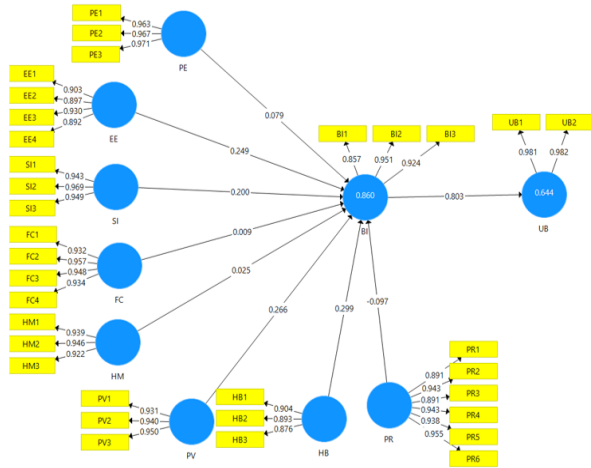 PE1
PE2
PE3
0.963
0.967
0.971
PE
EE1
EE2
EE3
EE4
0.903
0.897
0.930
0.892
EE
SI1
SI2
SI3
0.943
0.969
0.949
SI
FC1
FC2
FC3
FC4
0.932
0.957
0.948
0.934
FC
HM1
HM2
HM3
0.939
0.946
0.922
HM
PV1
PV2
PV3
0.931
0.940
0.950
PV
HB1
HB2
HB3
0.904
0.893
0.876
HB
PR1
PR2
PR3
PR4
PR5
PR6
0.891
0.943
0.891
0.943
0.938
0.955
PR
0.079
0.249
0.200
0.009
0.025
0.266
0.299
-0.097
BI1
BI2
BI3
0.857
0.951
0.924
0.860
BI
0.803
UB1
UB2
0.981
0.982
0.644
UB